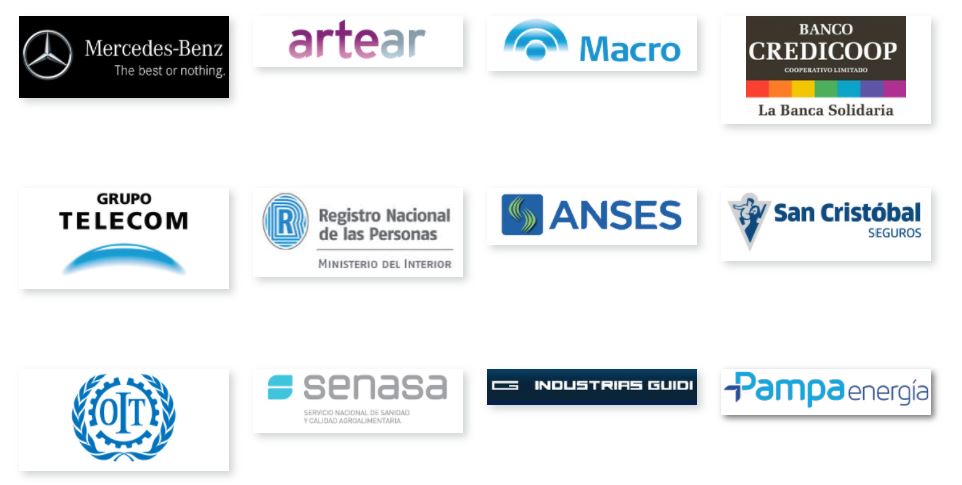 Mercedes-Benz
The best or nothing.
artear
Macro
BANCO
CREDICOOP
COOPERATIVO LIMITADO
La Banca Solidaria
GRUPO
TELECOM
R
Registro Nacional
de las Personas
MINISTERIO DEL INTERIOR
ANSES
San Cristóbal
SEGUROS
OIT
senasa
SERVICIO NACIONAL DE SANIDAD
Y CALIDAD AGROALIMENTARIA
G INDUSTRIAS GUIDI
Pampa energía